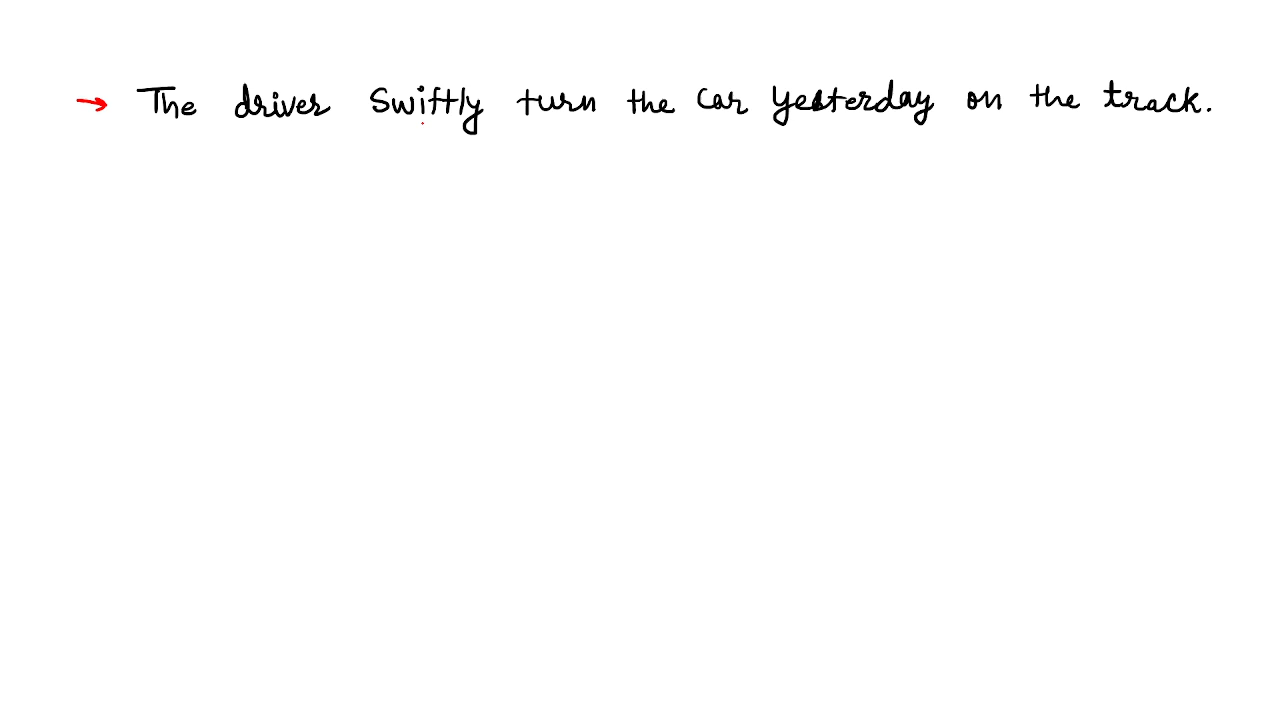 → The driver Swiftly turn the Car Yesterday on the track.